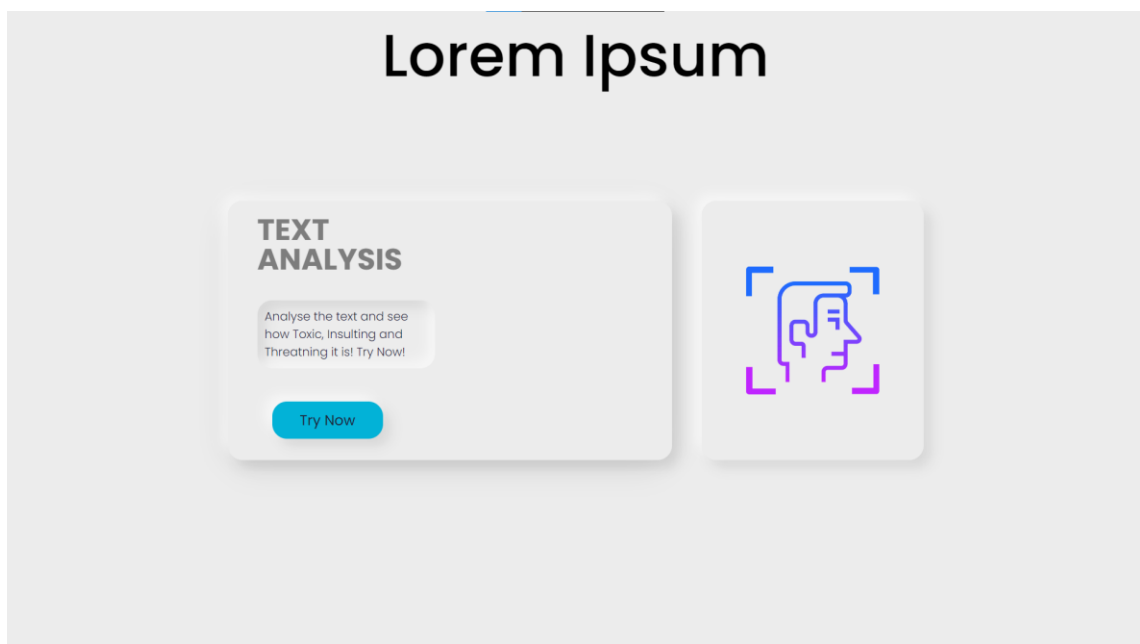 Lorem Ipsum
TEXT
ANALYSIS
Analyse the text and see
how Toxic, Insulting and
Threatning it is! Try Now!
Try Now